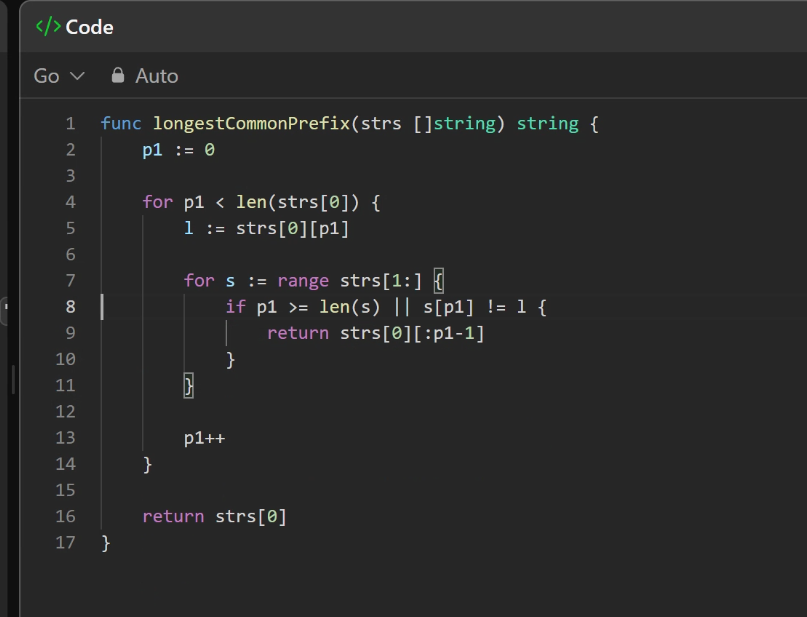 </> Code
Go Auto
1 func longestCommonPrefix(strs []string) string {
2     p1 := 0
3
4     for p1 < len(strs[0]) {
5         l := strs[0][p1]
6
7         for s := range strs[1:] {
8             if p1 >= len(s) || s[p1] != l {
9                 return strs[0][:p1-1]
10             }
11         }
12
13         p1++
14     }
15
16     return strs[0]
17 }